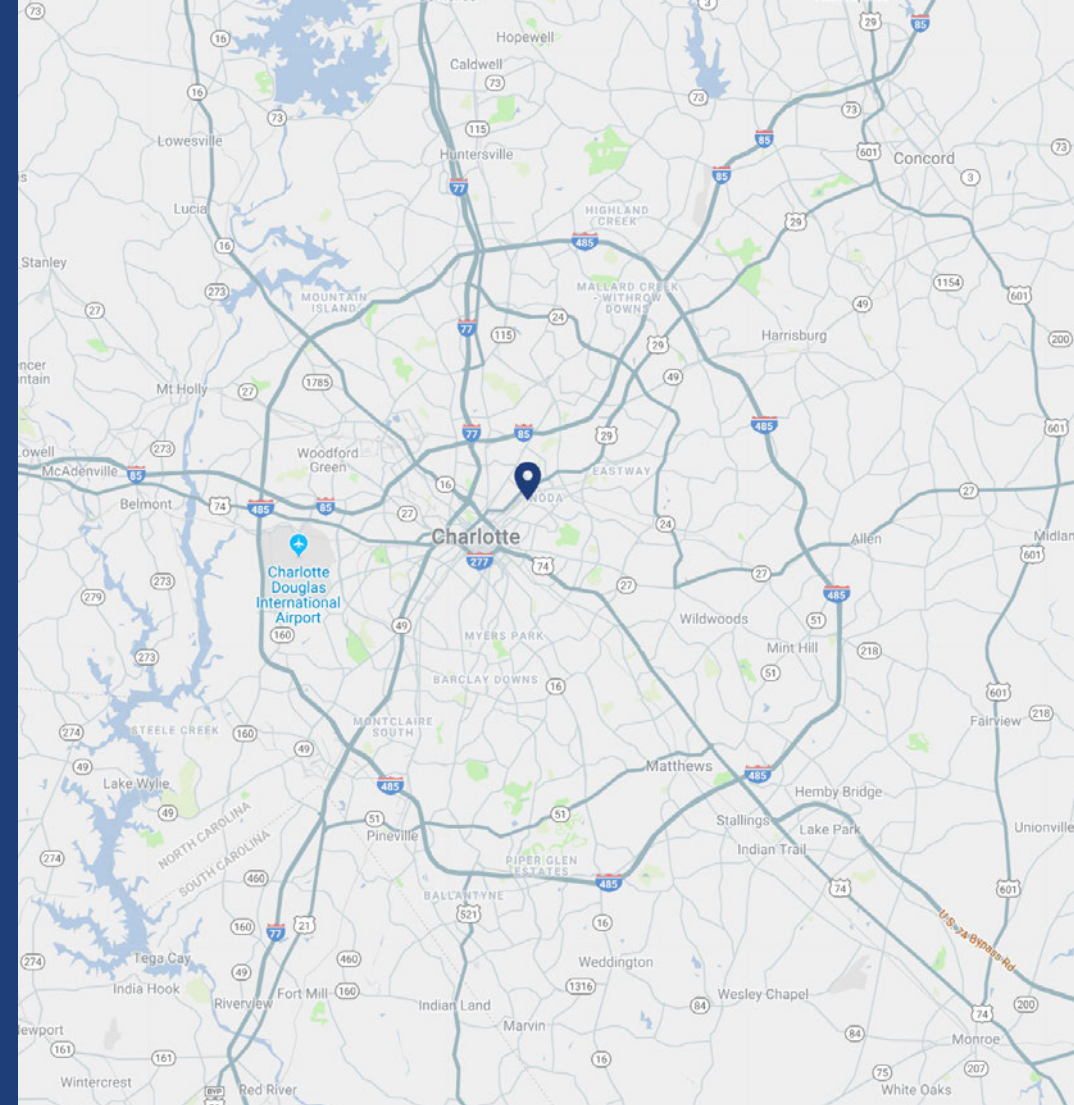 73
3
29
85
16
Hopewell
Caldwell
73
16
73
73
73
85
115
Lowesville
Huntersville
85
601
Concord
73
77
3
Lucia
HIGHLAND
CREEK
29
16
485
Stanley
273
MALLARD CREEK
- WITHROW
DOWNS
1154
601
MOUNTAIN
ISLAND
27
24
49
77
115
29
Harrisburg
200
Mt Holly
27
1785
49
485
601
77
85
29
273
Woodford
Green
McAdenville
85
16
EASTWAY
NODA
27
Belmont
74
485
85
27
24
Charlotte
Allen
601
277
74
Charlotte
Douglas
International
Airport
273
279
27
27
485
160
49
Wildwoods
51
MYERS PARK
Mint Hill
218
273
51
BARCLAY DOWNS
16
601
274
STEELE CREEK
160
MONTCLAIRE
SOUTH
218
Fairview
49
49
Matthews
485
Lake Wylie
485
Hemby Bridge
49
51
51
Stallings
Lake Park
Unionville
NORTH CAROLINA
SOUTH CAROLINA
Pineville
Indian Trail
274
PIPER GLEN
ESTATES
460
485
74
601
BALLANTYNE
160
77
21
521
16
U.S. 74 Bypass Rd
274
Tega Cay
460
Weddington
49
India Hook
Fort Mill
160
1316
Wesley Chapel
Riverview
Indian Land
84
200
74
Marvin
84
Monroe
161
161
16
Wintercrest
75
207
BYP
Red River
White Oaks